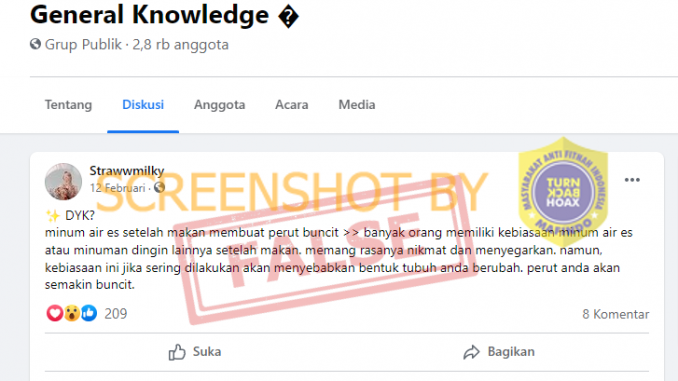 General Knowledge �
Grup Publik · 2,8 rb anggota
Tentang Diskusi Anggota Acara Media
Strawwmilky
12 Februari ·
SCREENSHOT BY
MASYARAKAT ANTI FITNAH INDONESIA
TURN BACK HOAX
MAFINDO
✨ DYK?
minum air es setelah makan membuat perut buncit >> banyak orang memiliki kebiasaan minum air es
atau minuman dingin lainnya setelah makan. memang rasanya nikmat dan menyegarkan. namun,
kebiasaan ini jika sering dilakukan akan menyebabkan bentuk tubuh anda berubah. perut anda akan
semakin buncit.
FALSE
209
8 Komentar
Suka Bagikan